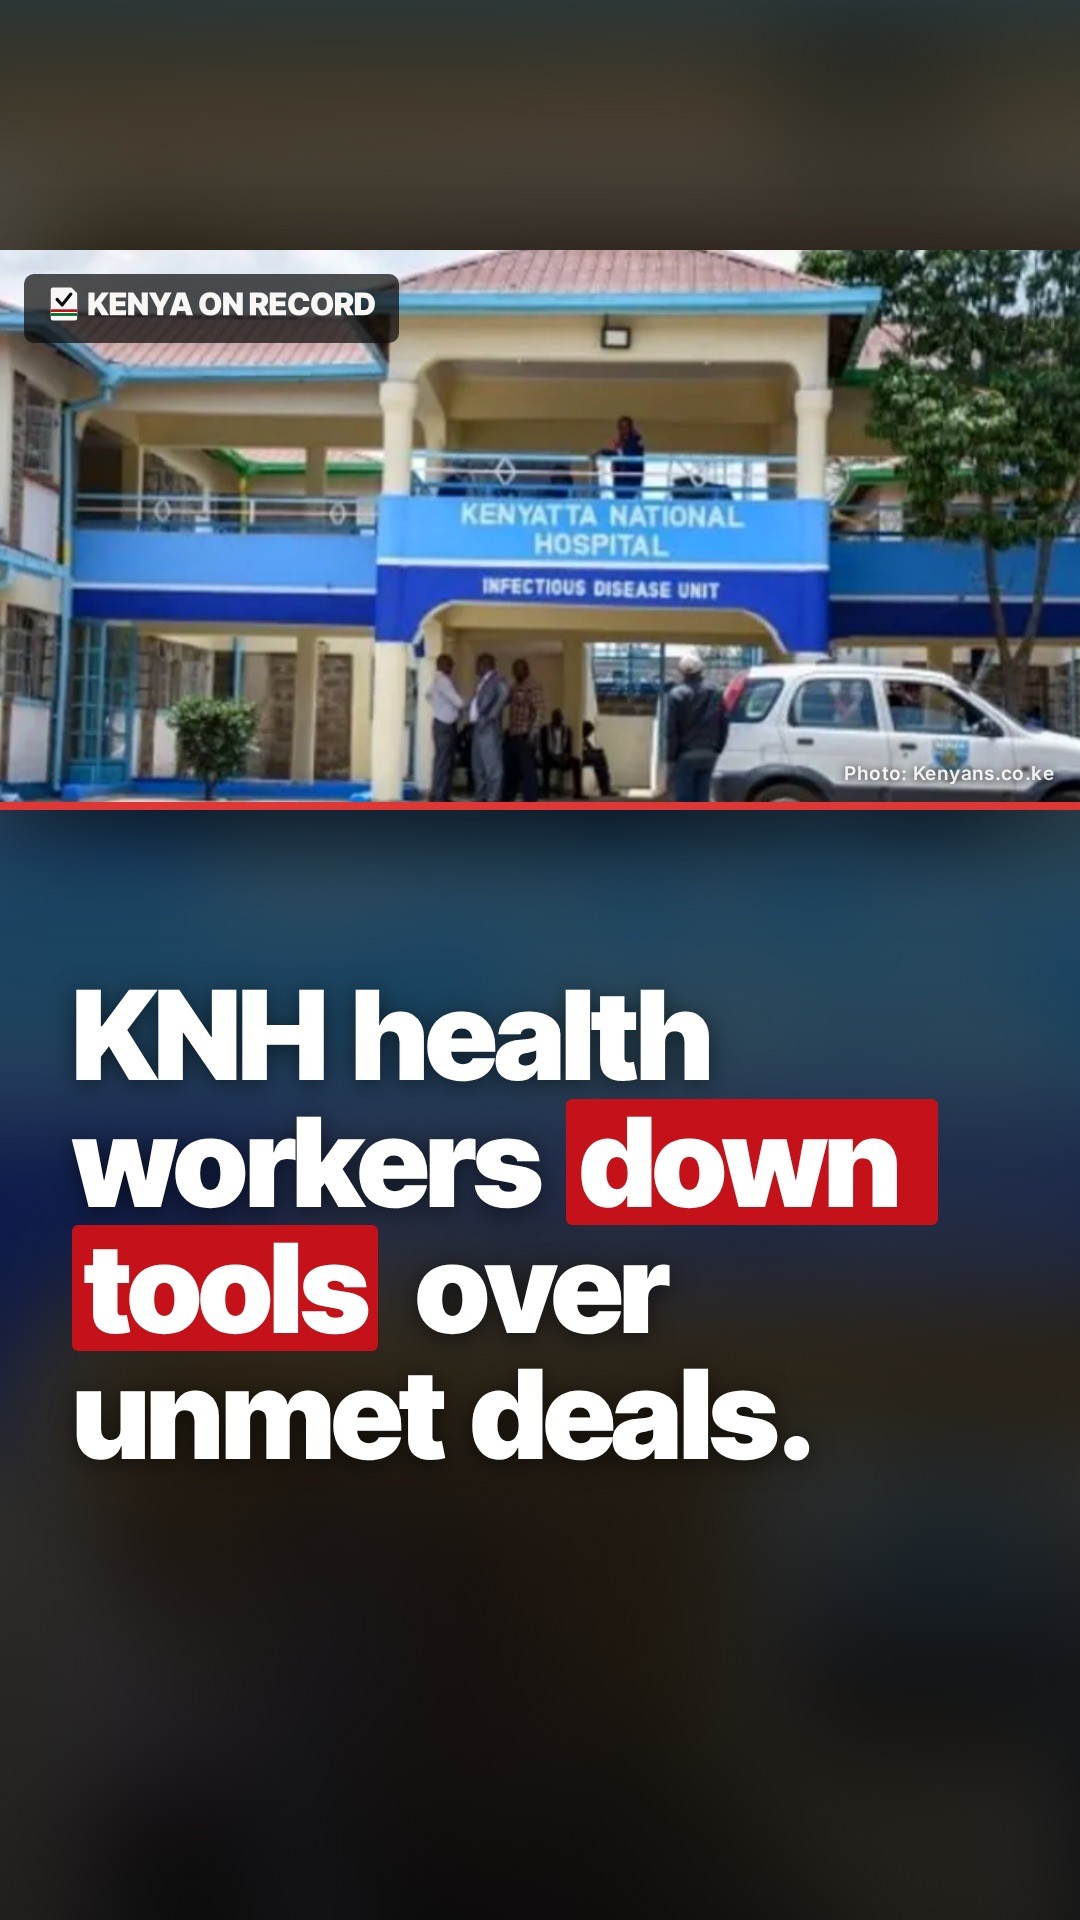 KENYA ON RECORD
KENYATTA NATIONAL
HOSPITAL
INFECTIOUS DISEASE UNIT
Photo: Kenyans.co.ke
KNH health
workers down
tools over
unmet deals.